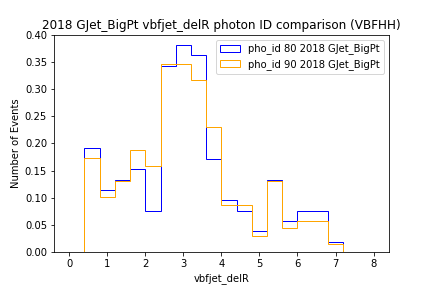 2018 GJet_BigPt vbfjet_delR photon ID comparison (VBFHH)
pho_id 80 2018 GJet_BigPt
pho_id 90 2018 GJet_BigPt
Number of Events
0.40
0.35
0.30
0.25
0.20
0.15
0.10
0.05
0.00
0 1 2 3 4 5 6 7 8
vbfjet_delR